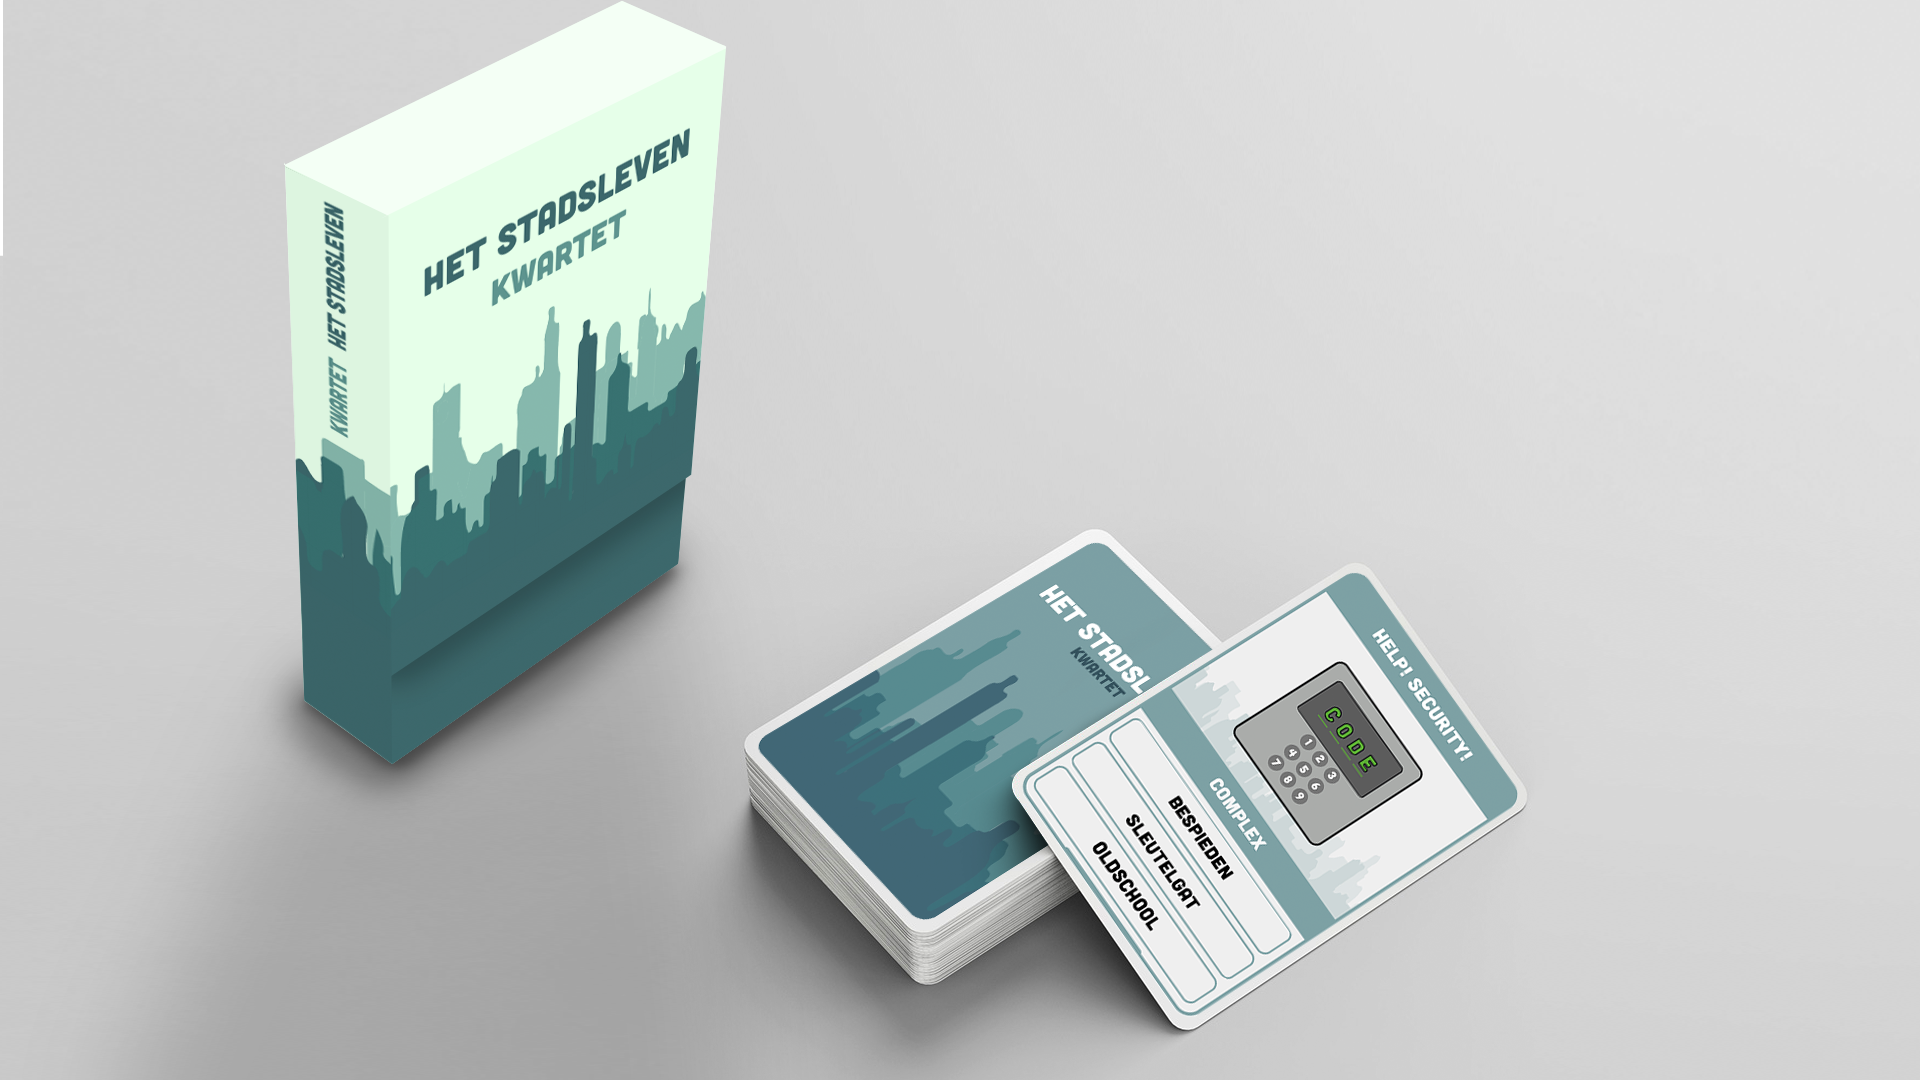 HET STADSLEVEN
KWARTET
KWARTET HET STADSLEVEN
HET STADSL
KWARTET
HELP! SECURITY!
CODE
1 2 3
4 5 6
7 8 9
COMPLEX
BESPIEDEN
SLEUTELGAT
OLDSCHOOL